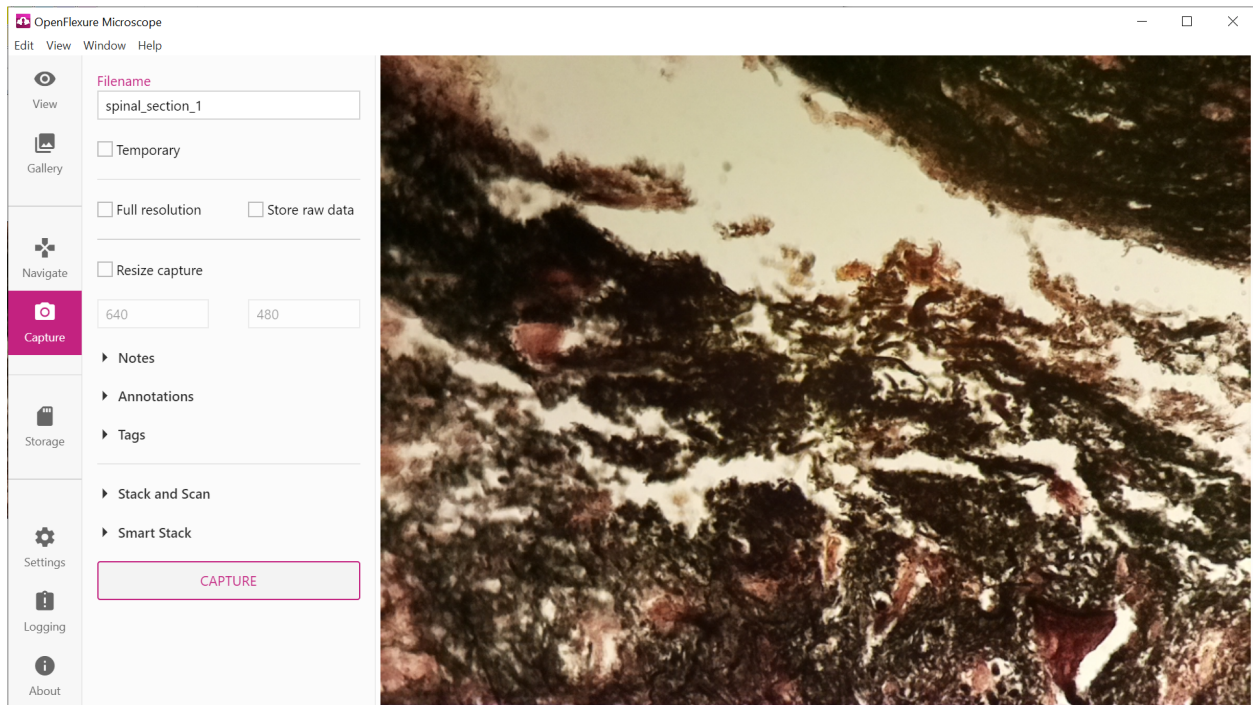 OpenFlexure Microscope
Edit View Window Help
View
Gallery
Navigate
Capture
Storage
Settings
Logging
About
Filename
spinal_section_1
Temporary
Full resolution Store raw data
Resize capture
640 480
Notes
Annotations
Tags
Stack and Scan
Smart Stack
CAPTURE